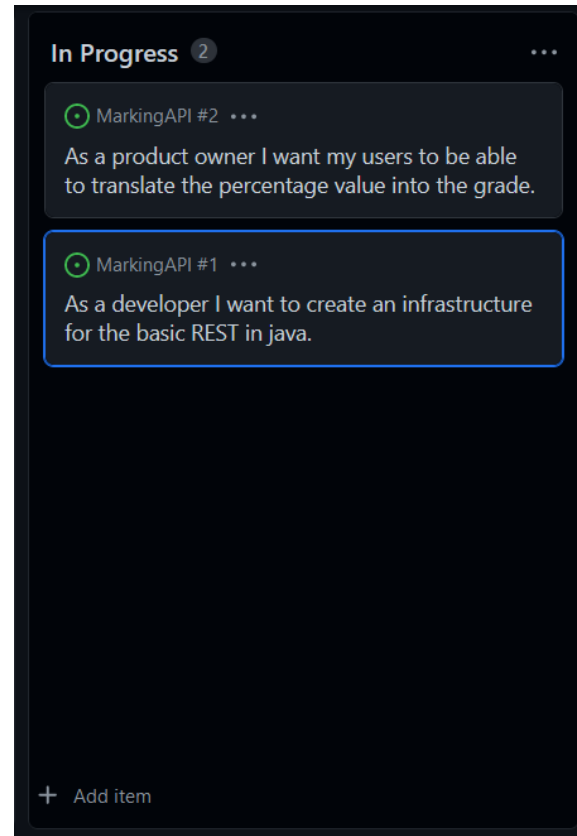 In Progress 2
MarkingAPI #2
As a product owner I want my users to be able
to translate the percentage value into the grade.
MarkingAPI #1
As a developer I want to create an infrastructure
for the basic REST in java.
+ Add item